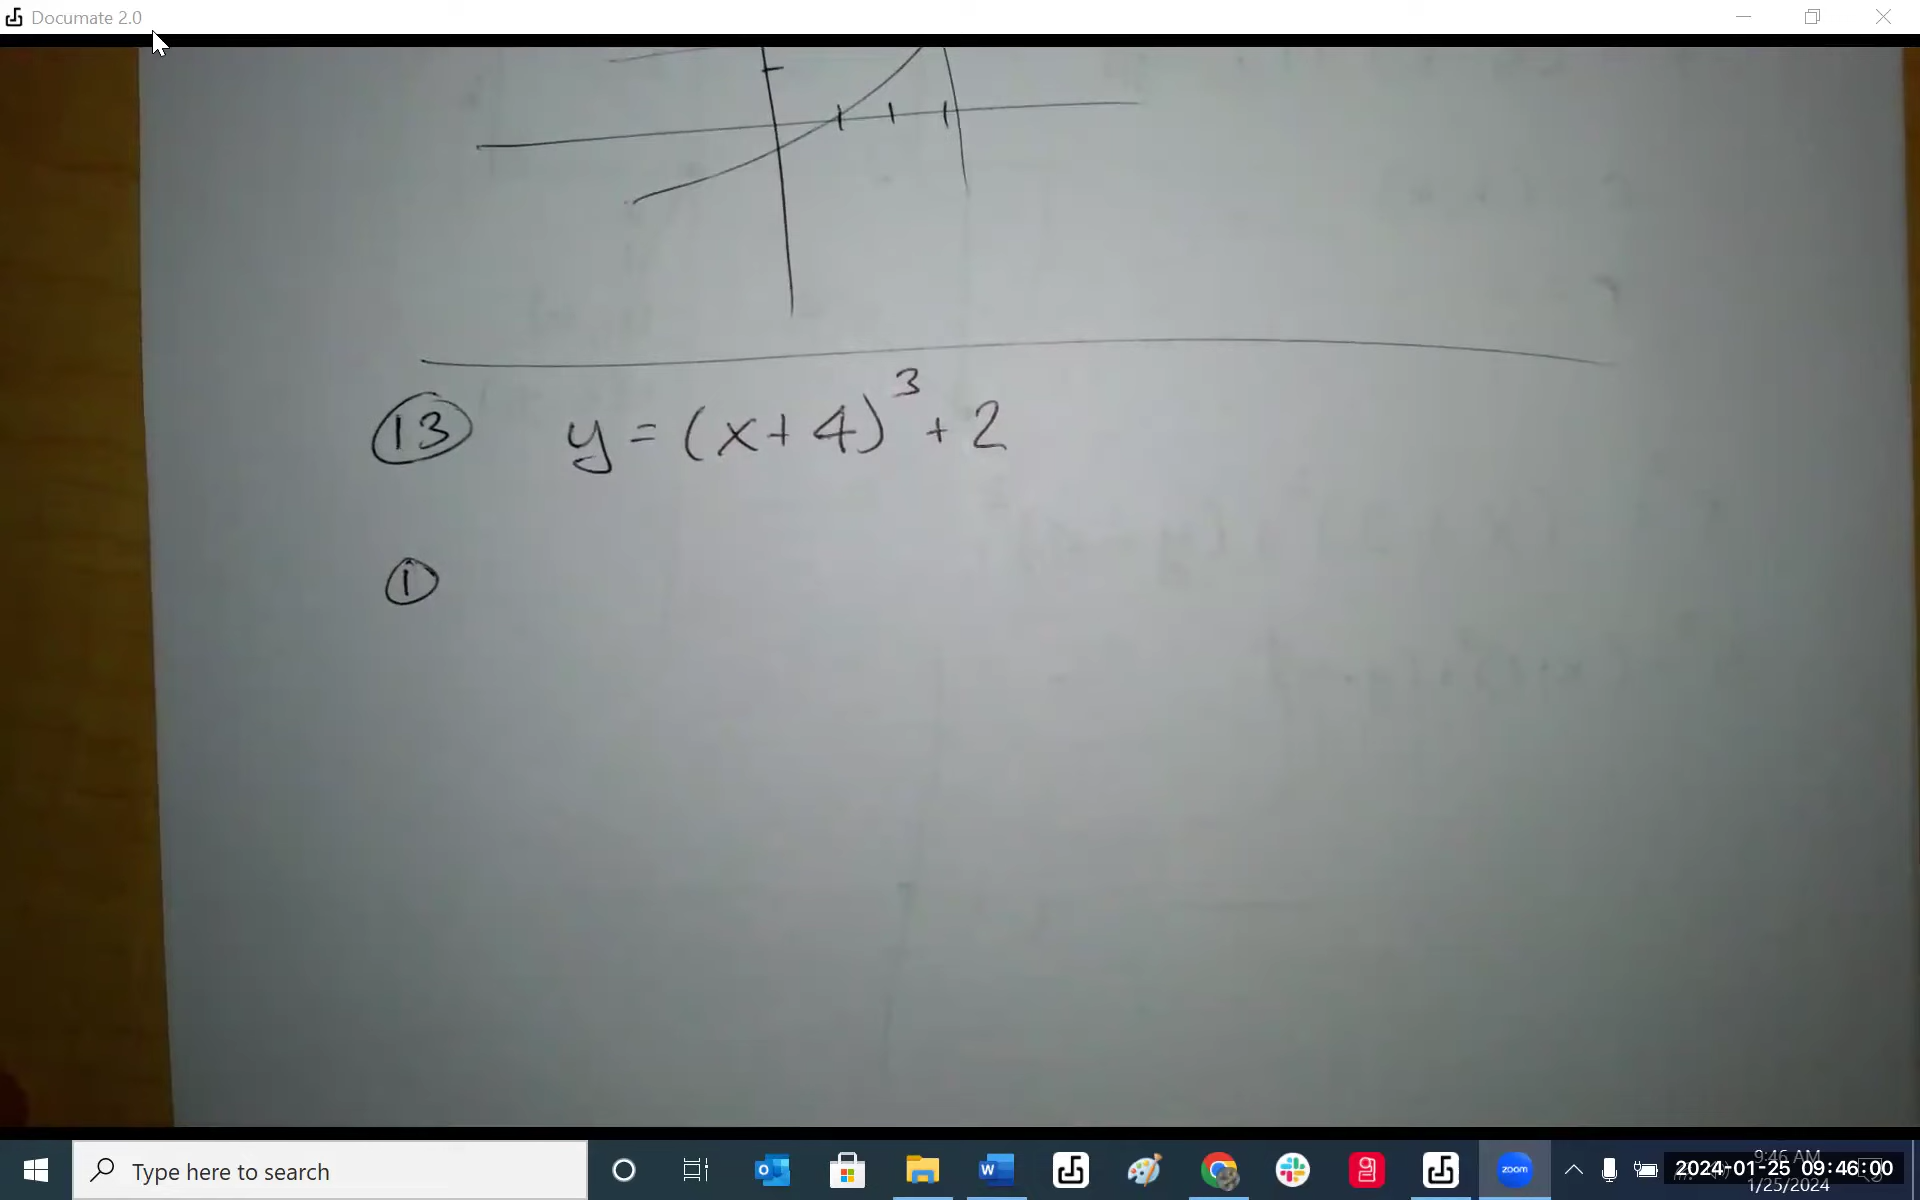 Documate 2.0
13 y = (x + 4)³ + 2
1
Type here to search
9:46 AM
2024-01-25 09:46:00
1/25/2024
zoom